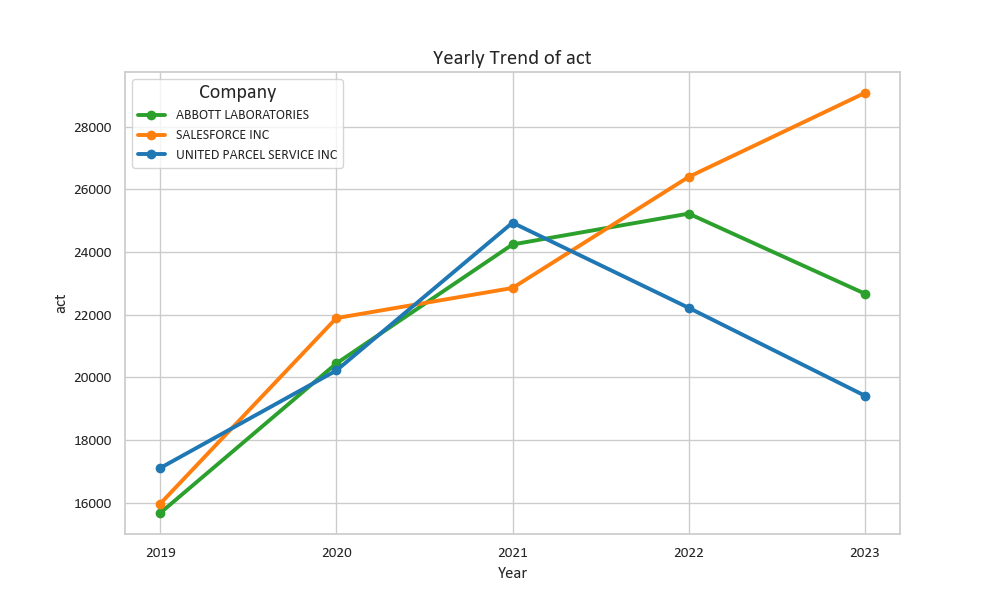 Yearly Trend of act
Company
ABBOTT LABORATORIES
SALESFORCE INC
UNITED PARCEL SERVICE INC
act
28000
26000
24000
22000
20000
18000
16000
2019 2020 2021 2022 2023
Year